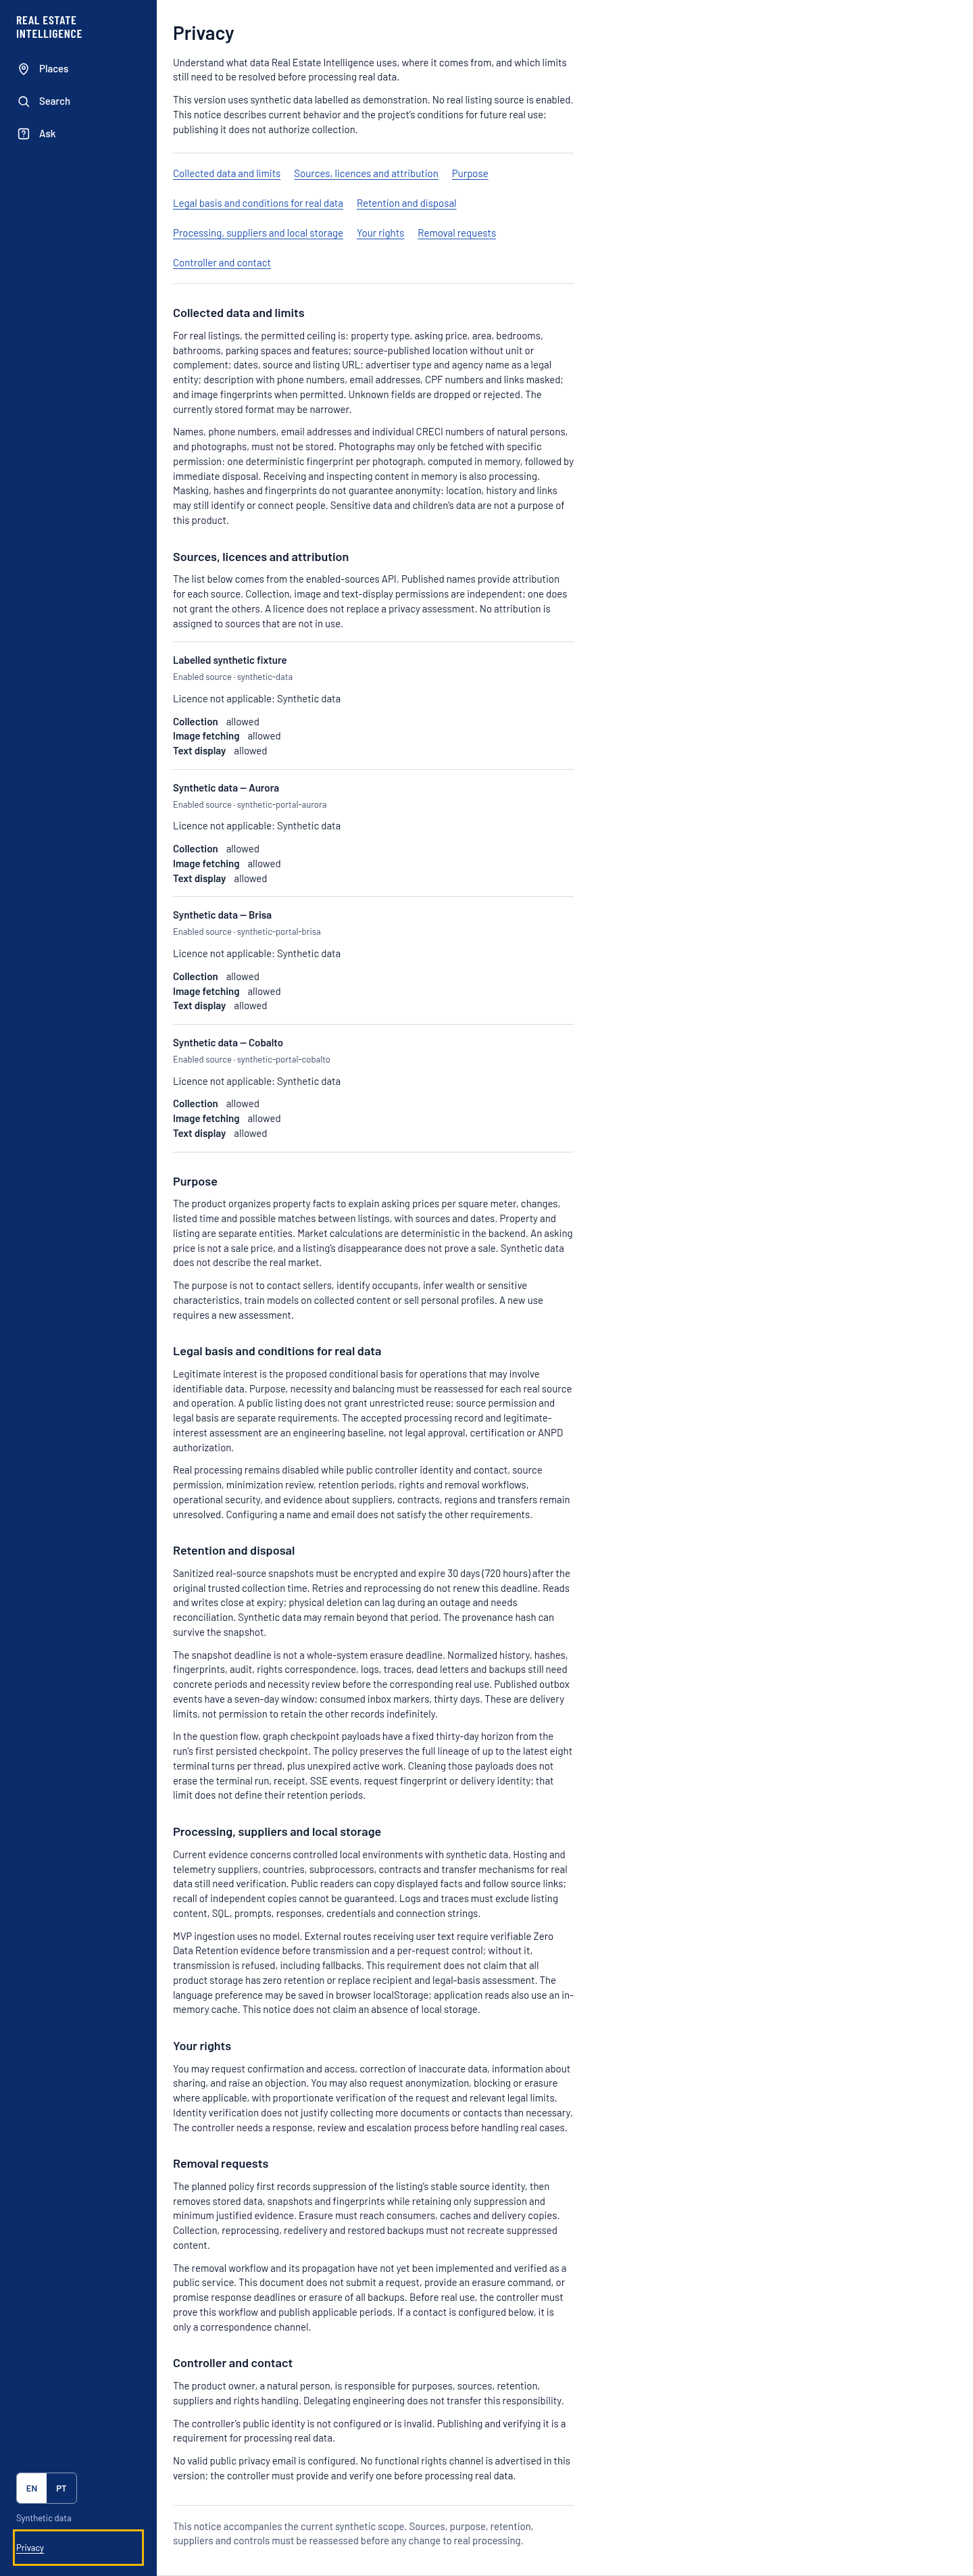 REAL ESTATE
INTELLIGENCE
Places
Search
Ask
Privacy
Understand what data Real Estate Intelligence uses, where it comes from, and which limits
still need to be resolved before processing real data.
This version uses synthetic data labelled as demonstration. No real listing source is enabled.
This notice describes current behavior and the project's conditions for future real use;
publishing it does not authorize collection.
Collected data and limits Sources, licences and attribution Purpose
Legal basis and conditions for real data Retention and disposal
Processing, suppliers and local storage Your rights Removal requests
Controller and contact
Collected data and limits
For real listings, the permitted ceiling is: property type, asking price, area, bedrooms,
bathrooms, parking spaces and features; source-published location without unit or
complement; dates, source and listing URL; advertiser type and agency name as a legal
entity; description with phone numbers, email addresses, CPF numbers and links masked;
and image fingerprints when permitted. Unknown fields are dropped or rejected. The
currently stored format may be narrower.
Names, phone numbers, email addresses and individual CRECI numbers of natural persons,
and photographs, must not be stored. Photographs may only be fetched with specific
permission: one deterministic fingerprint per photograph, computed in memory, followed by
immediate disposal. Receiving and inspecting content in memory is also processing.
Masking, hashes and fingerprints do not guarantee anonymity: location, history and links
may still identify or connect people. Sensitive data and children's data are not a purpose of
this product.
Sources, licences and attribution
The list below comes from the enabled-sources API. Published names provide attribution
for each source. Collection, image and text-display permissions are independent; one does
not grant the others. A licence does not replace a privacy assessment. No attribution is
assigned to sources that are not in use.
Labelled synthetic fixture
Enabled source · synthetic-data
Licence not applicable: Synthetic data
Collection allowed
Image fetching allowed
Text display allowed
Synthetic data — Aurora
Enabled source · synthetic-portal-aurora
Licence not applicable: Synthetic data
Collection allowed
Image fetching allowed
Text display allowed
Synthetic data — Brisa
Enabled source · synthetic-portal-brisa
Licence not applicable: Synthetic data
Collection allowed
Image fetching allowed
Text display allowed
Synthetic data — Cobalto
Enabled source · synthetic-portal-cobalto
Licence not applicable: Synthetic data
Collection allowed
Image fetching allowed
Text display allowed
Purpose
The product organizes property facts to explain asking prices per square meter, changes,
listed time and possible matches between listings, with sources and dates. Property and
listing are separate entities. Market calculations are deterministic in the backend. An asking
price is not a sale price, and a listing's disappearance does not prove a sale. Synthetic data
does not describe the real market.
The purpose is not to contact sellers, identify occupants, infer wealth or sensitive
characteristics, train models on collected content or sell personal profiles. A new use
requires a new assessment.
Legal basis and conditions for real data
Legitimate interest is the proposed conditional basis for operations that may involve
identifiable data. Purpose, necessity and balancing must be reassessed for each real source
and operation. A public listing does not grant unrestricted reuse; source permission and
legal basis are separate requirements. The accepted processing record and legitimate-
interest assessment are an engineering baseline, not legal approval, certification or ANPD
authorization.
Real processing remains disabled while public controller identity and contact, source
permission, minimization review, retention periods, rights and removal workflows,
operational security, and evidence about suppliers, contracts, regions and transfers remain
unresolved. Configuring a name and email does not satisfy the other requirements.
Retention and disposal
Sanitized real-source snapshots must be encrypted and expire 30 days (720 hours) after the
original trusted collection time. Retries and reprocessing do not renew this deadline. Reads
and writes close at expiry; physical deletion can lag during an outage and needs
reconciliation. Synthetic data may remain beyond that period. The provenance hash can
survive the snapshot.
The snapshot deadline is not a whole-system erasure deadline. Normalized history, hashes,
fingerprints, audit, rights correspondence, logs, traces, dead letters and backups still need
concrete periods and necessity review before the corresponding real use. Published outbox
events have a seven-day window; consumed inbox markers, thirty days. These are delivery
limits, not permission to retain the other records indefinitely.
In the question flow, graph checkpoint payloads have a fixed thirty-day horizon from the
run's first persisted checkpoint. The policy preserves the full lineage of up to the latest eight
terminal turns per thread, plus unexpired active work. Cleaning those payloads does not
erase the terminal run, receipt, SSE events, request fingerprint or delivery identity; that
limit does not define their retention periods.
Processing, suppliers and local storage
Current evidence concerns controlled local environments with synthetic data. Hosting and
telemetry suppliers, countries, subprocessors, contracts and transfer mechanisms for real
data still need verification. Public readers can copy displayed facts and follow source links;
recall of independent copies cannot be guaranteed. Logs and traces must exclude listing
content, SQL, prompts, responses, credentials and connection strings.
MVP ingestion uses no model. External routes receiving user text require verifiable Zero
Data Retention evidence before transmission and a per-request control; without it,
transmission is refused, including fallbacks. This requirement does not claim that all
product storage has zero retention or replace recipient and legal-basis assessment. The
language preference may be saved in browser localStorage; application reads also use an in-
memory cache. This notice does not claim an absence of local storage.
Your rights
You may request confirmation and access, correction of inaccurate data, information about
sharing, and raise an objection. You may also request anonymization, blocking or erasure
where applicable, with proportionate verification of the request and relevant legal limits.
Identity verification does not justify collecting more documents or contacts than necessary.
The controller needs a response, review and escalation process before handling real cases.
Removal requests
The planned policy first records suppression of the listing's stable source identity, then
removes stored data, snapshots and fingerprints while retaining only suppression and
minimum justified evidence. Erasure must reach consumers, caches and delivery copies.
Collection, reprocessing, redelivery and restored backups must not recreate suppressed
content.
The removal workflow and its propagation have not yet been implemented and verified as a
public service. This document does not submit a request, provide an erasure command, or
promise response deadlines or erasure of all backups. Before real use, the controller must
prove this workflow and publish applicable periods. If a contact is configured below, it is
only a correspondence channel.
Controller and contact
The product owner, a natural person, is responsible for purposes, sources, retention,
suppliers and rights handling. Delegating engineering does not transfer this responsibility.
The controller's public identity is not configured or is invalid. Publishing and verifying it is a
requirement for processing real data.
No valid public privacy email is configured. No functional rights channel is advertised in this
version; the controller must provide and verify one before processing real data.
This notice accompanies the current synthetic scope. Sources, purpose, retention,
suppliers and controls must be reassessed before any change to real processing.
EN PT
Synthetic data
Privacy